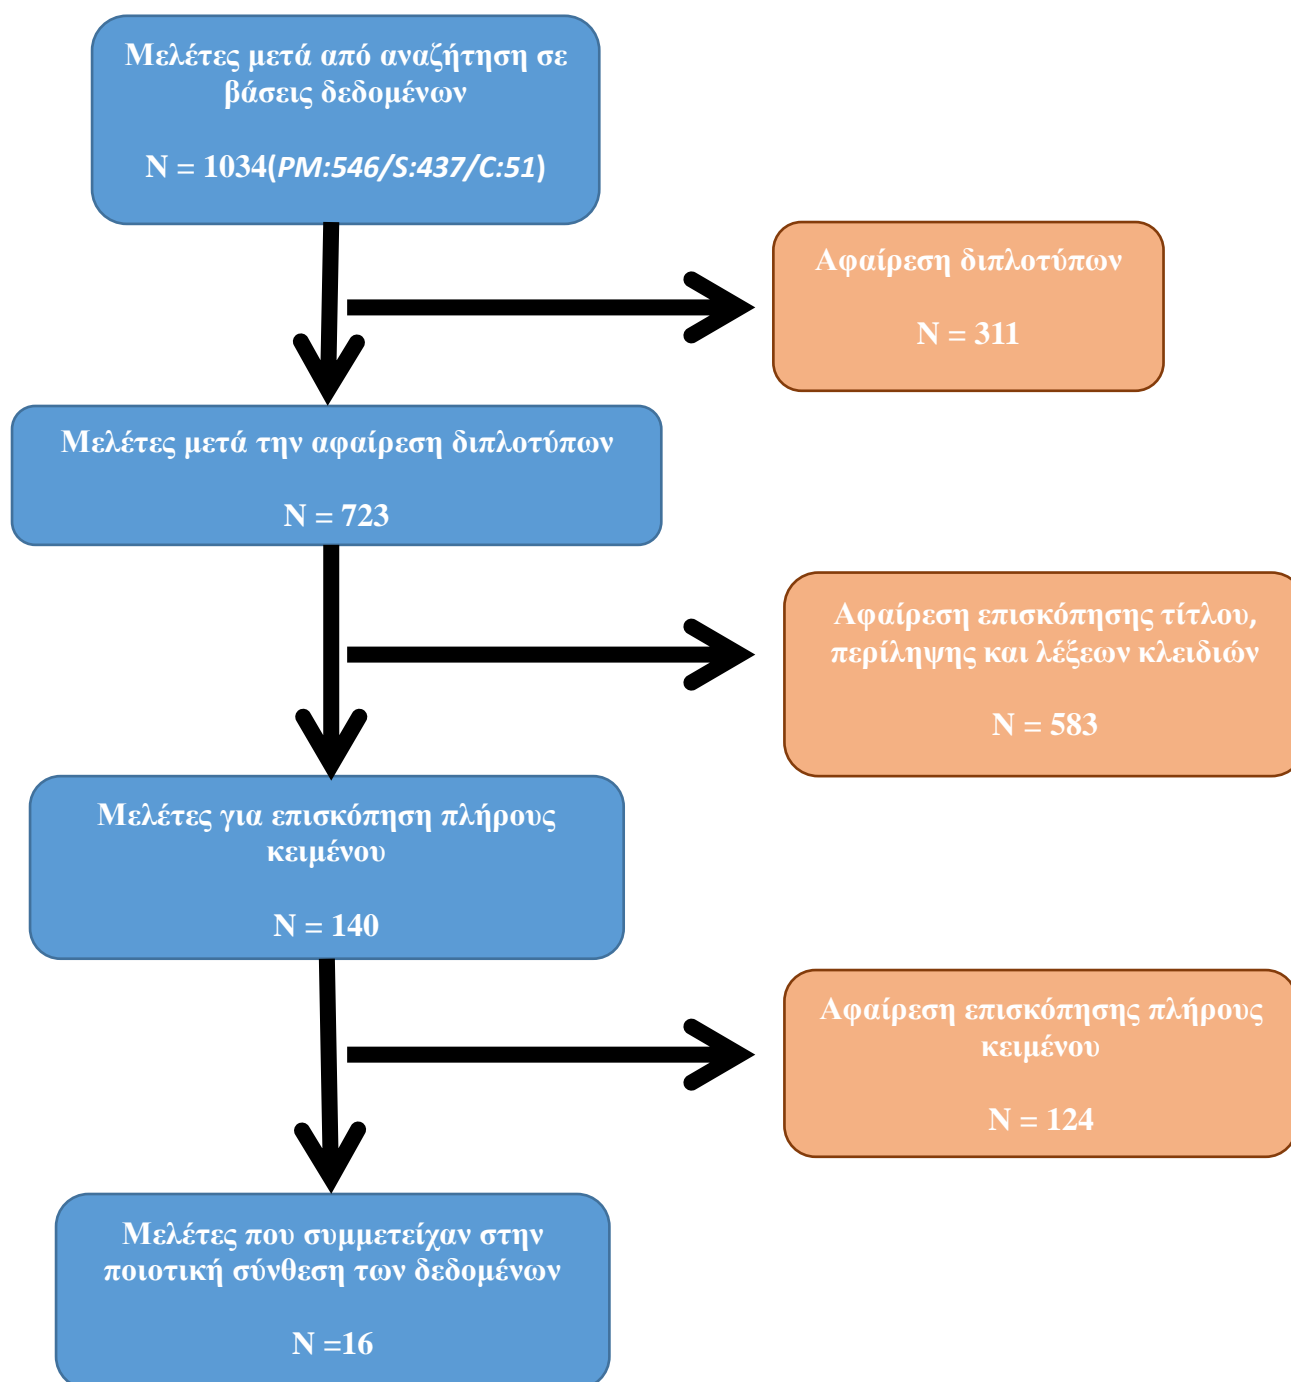 Μελέτες μετά από αναζήτηση σε
βάσεις δεδομένων
N = 1034(PM:546/S:437/C:51)
Αφαίρεση διπλοτύπων
N = 311
Μελέτες μετά την αφαίρεση διπλοτύπων
N = 723
Αφαίρεση επισκόπησης τίτλου,
περίληψης και λέξεων κλειδιών
N = 583
Μελέτες για επισκόπηση πλήρους
κειμένου
N = 140
Αφαίρεση επισκόπησης πλήρους
κειμένου
N = 124
Μελέτες που συμμετείχαν στην
ποιοτική σύνθεση των δεδομένων
N =16